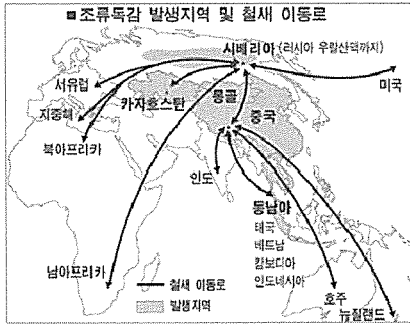 ■조류독감 발생지역 및 철새 이동로
시베리아 (러시아 우랄산맥까지)
서유럽
미국
카자흐스탄
몽골
지중해
중국
북아프리카
인도
동남아
태국
베트남
캄보디아
인도네시아
남아프리카
철새 이동로
발생지역
호주
뉴질랜드